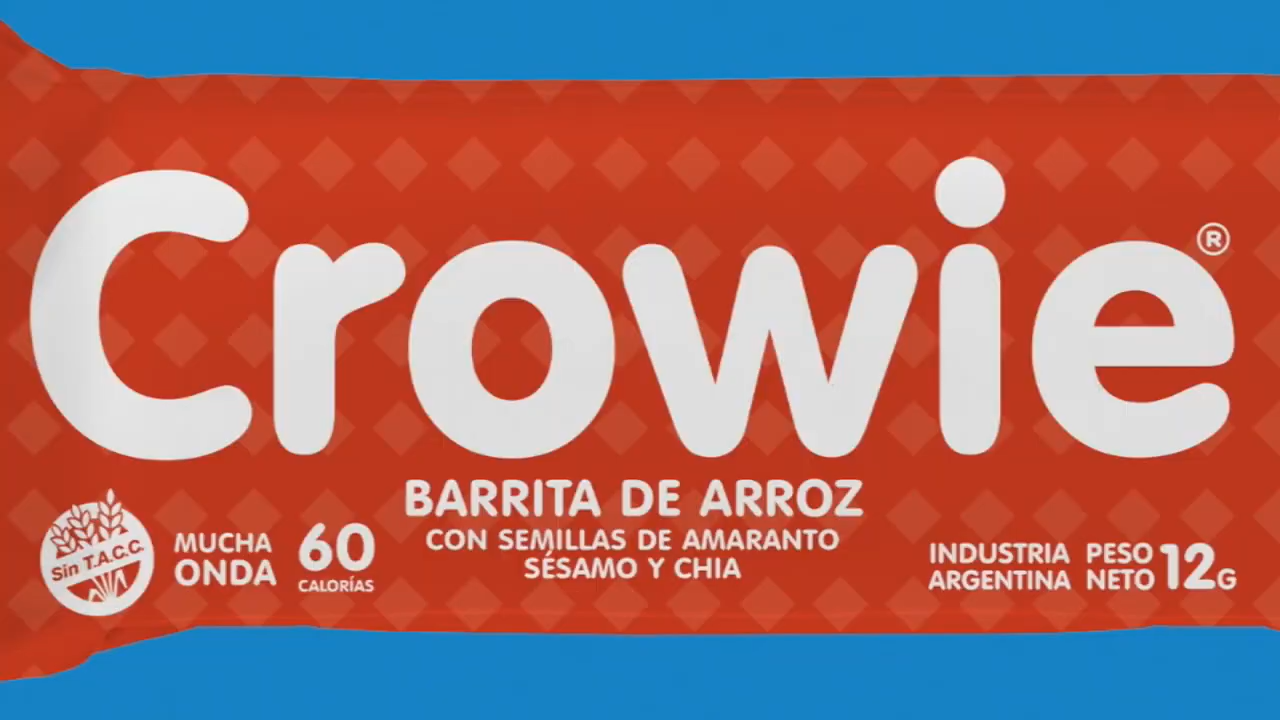 Crowie®
BARRITA DE ARROZ
CON SEMILLAS DE AMARANTO
SÉSAMO Y CHIA
Sin T.A.C.C.
MUCHA
ONDA
60
CALORÍAS
INDUSTRIA
ARGENTINA
PESO
NETO
12G